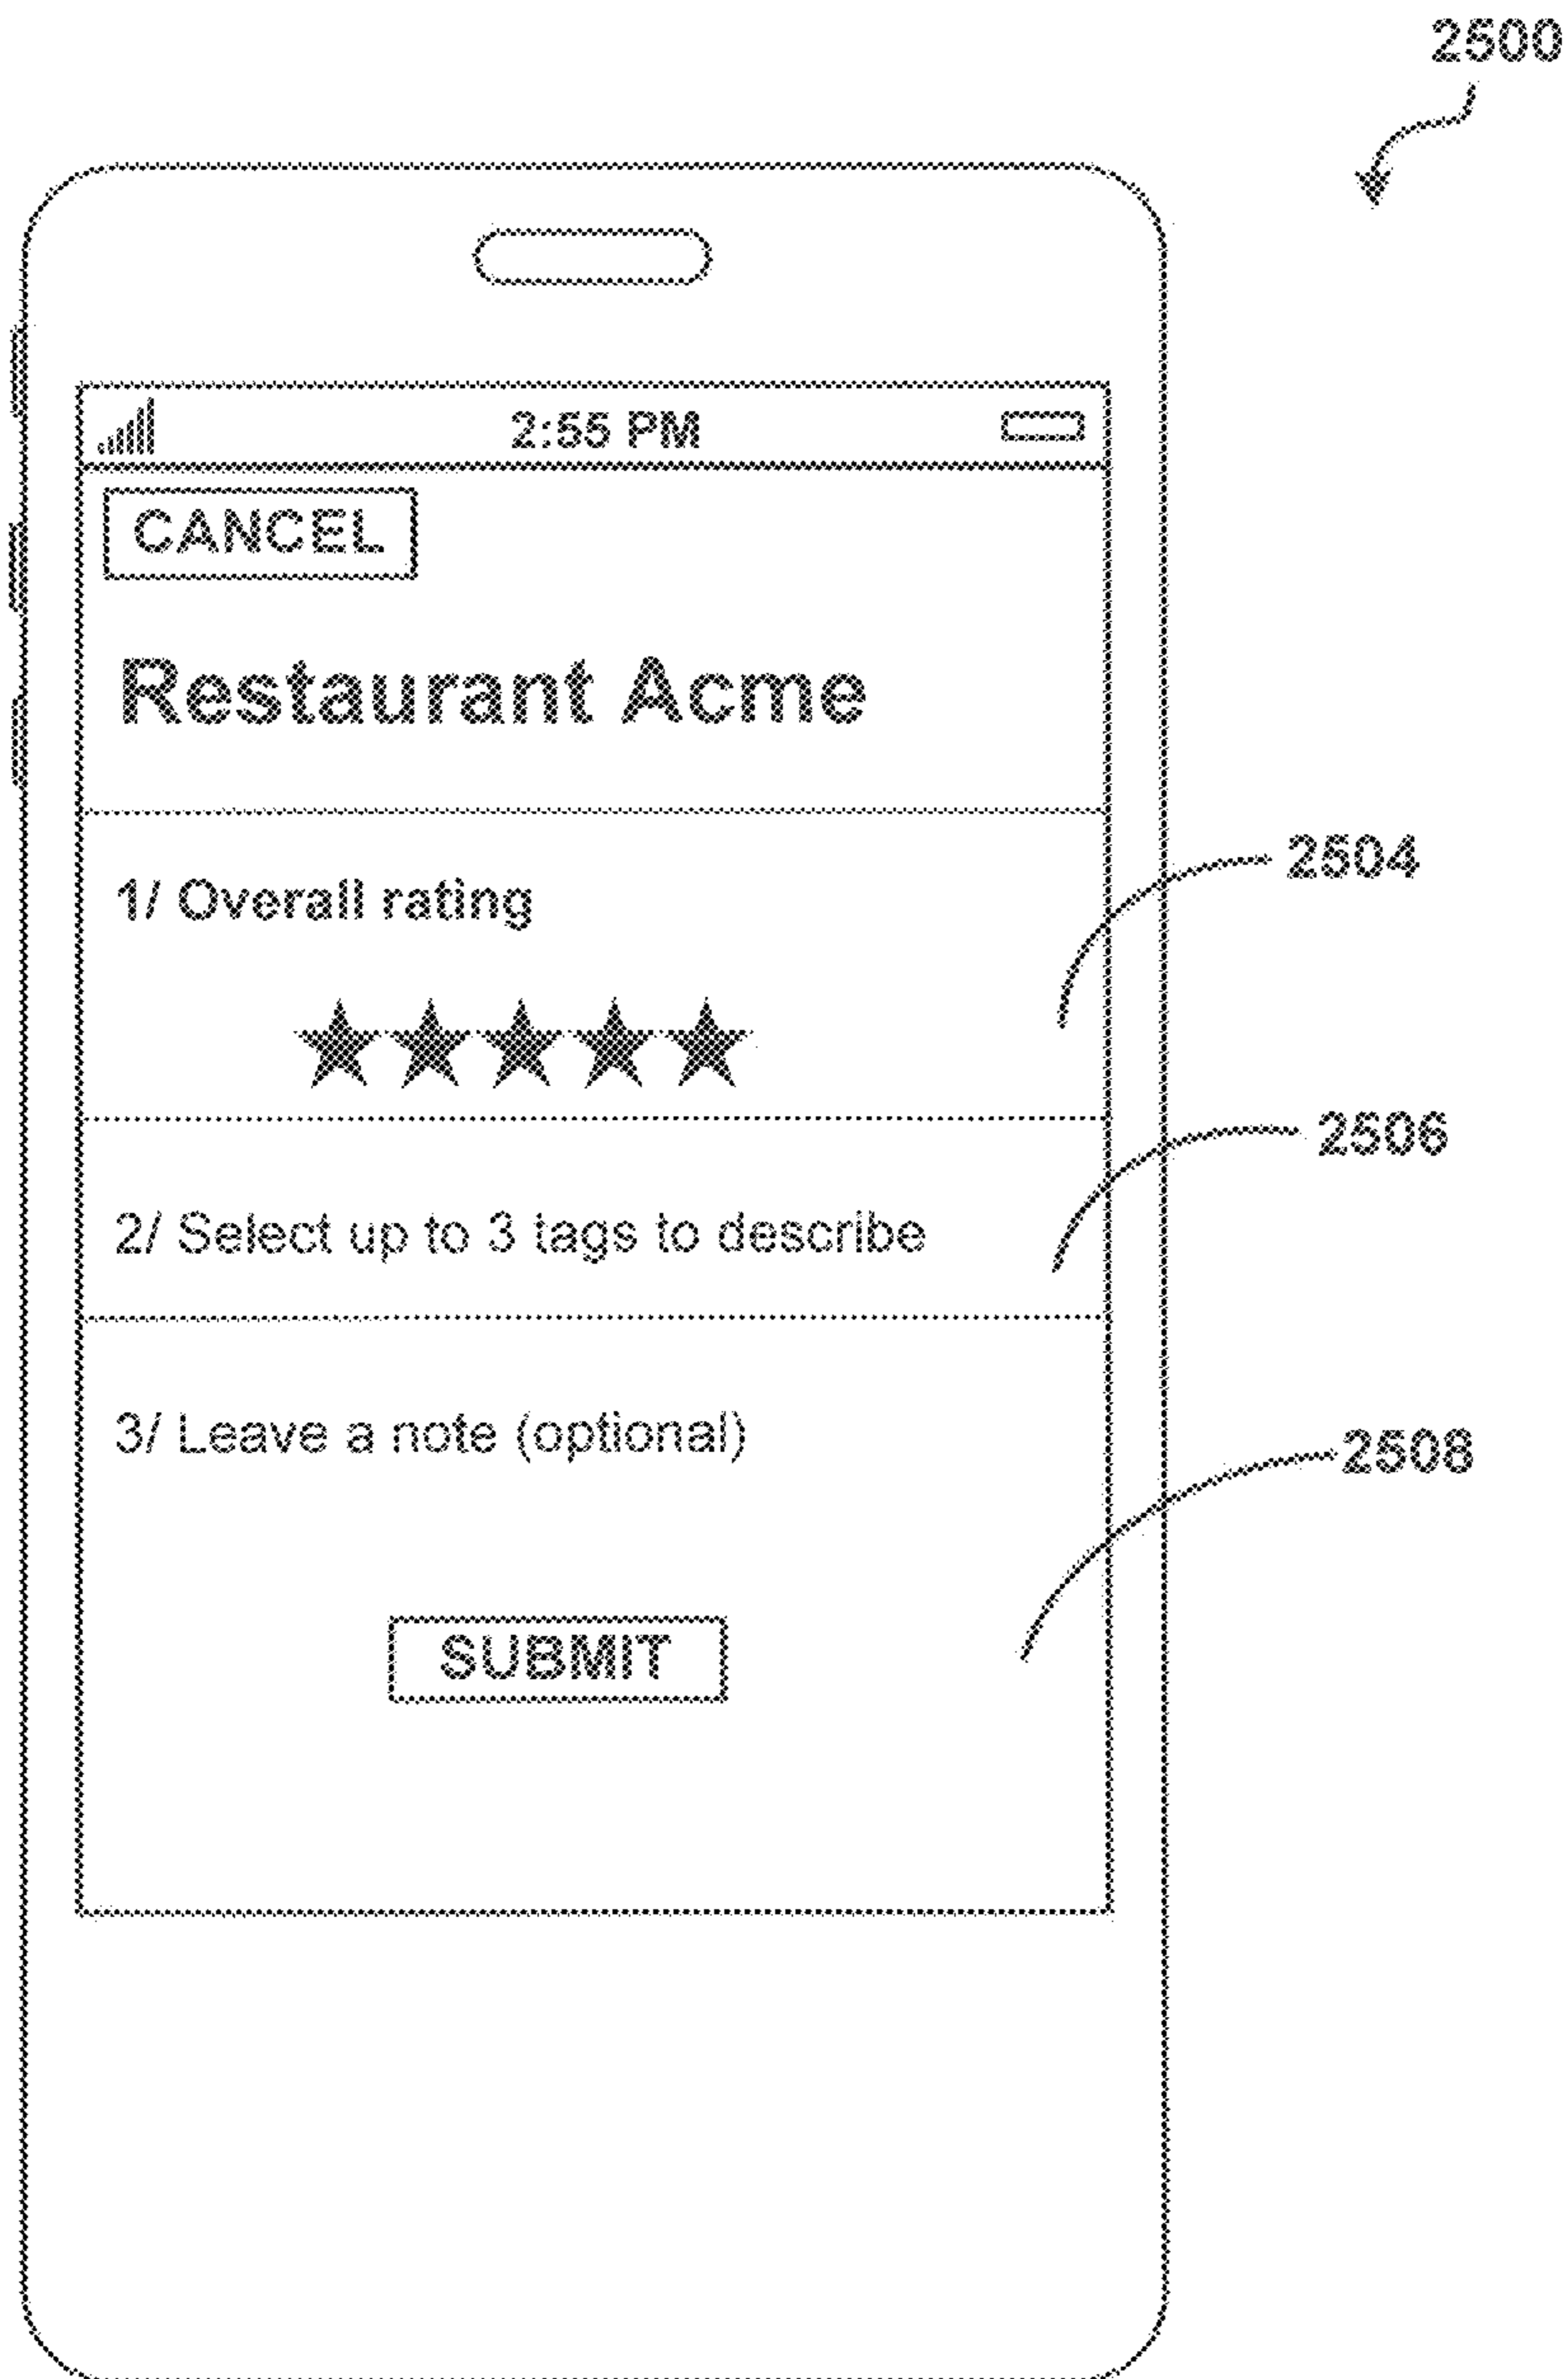 2500
2:55 PM
CANCEL
Restaurant Acme
1/ Overall rating
2504
★★★★★
2506
2/ Select up to 3 tags to describe
3/ Leave a note (optional)
2508
SUBMIT